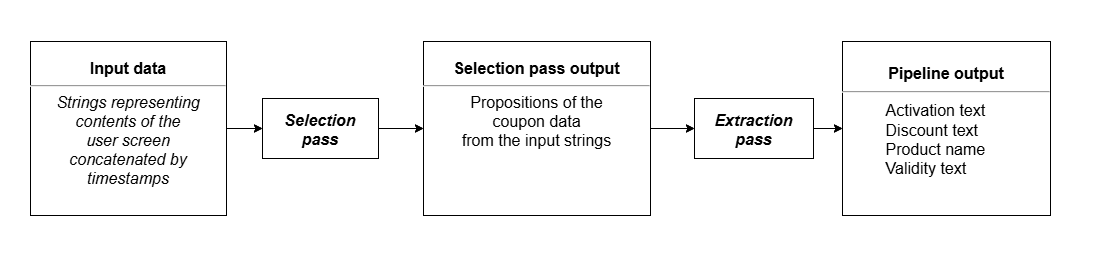 Input data
Strings representing
contents of the
user screen
concatenated by
timestamps
Selection
pass
Selection pass output
Propositions of the
coupon data
from the input strings
Extraction
pass
Pipeline output
Activation text
Discount text
Product name
Validity text